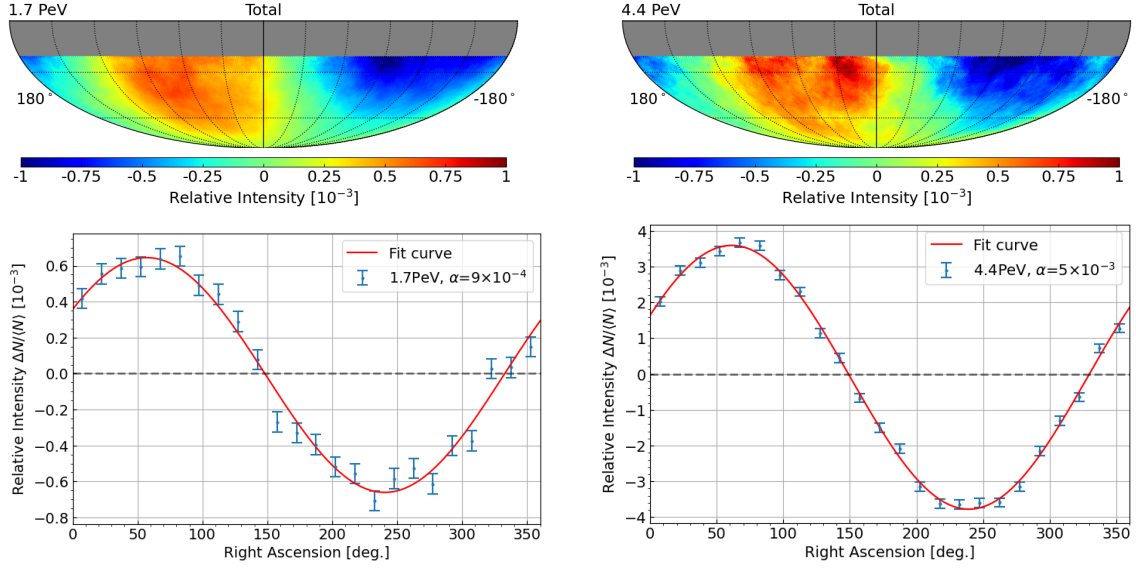 1.7 PeV Total
180° -180°
-1 -0.75 -0.5 -0.25 0 0.25 0.5 0.75 1
Relative Intensity [10⁻³]
4.4 PeV Total
180° -180°
-1 -0.75 -0.5 -0.25 0 0.25 0.5 0.75 1
Relative Intensity [10⁻³]
Relative Intensity ΔN/⟨N⟩ [10⁻³]
0.6
0.4
0.2
0.0
−0.2
−0.4
−0.6
−0.8
Fit curve
1.7PeV, α=9×10⁻⁴
0 50 100 150 200 250 300 350
Right Ascension [deg.]
Relative Intensity ΔN/⟨N⟩ [10⁻³]
4
3
2
1
0
−1
−2
−3
−4
Fit curve
4.4PeV, α=5×10⁻³
0 50 100 150 200 250 300 350
Right Ascension [deg.]